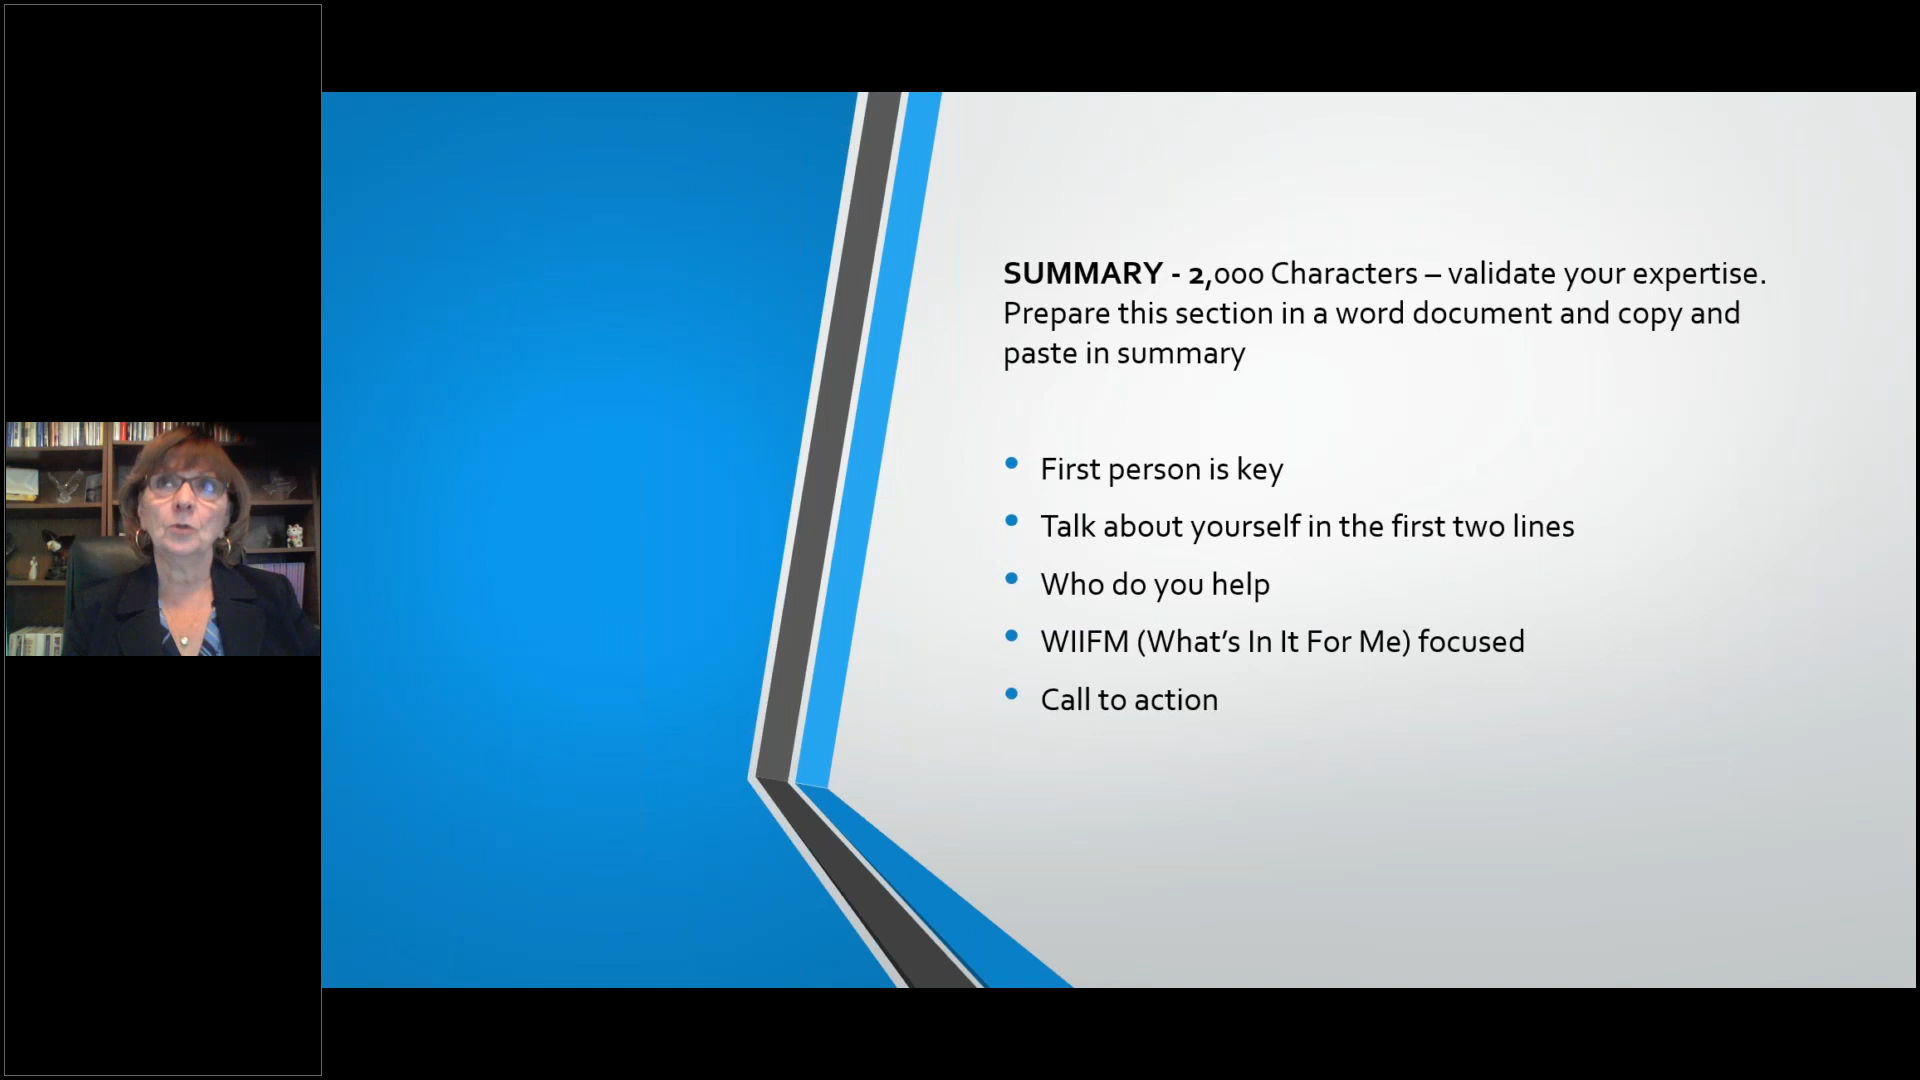 SUMMARY - 2,000 Characters – validate your expertise.
Prepare this section in a word document and copy and
paste in summary
First person is key
Talk about yourself in the first two lines
Who do you help
WIIFM (What’s In It For Me) focused
Call to action